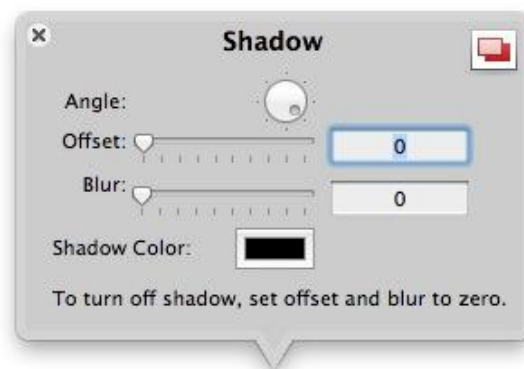 Shadow
Angle:
Offset: 0
Blur: 0
Shadow Color:
To turn off shadow, set offset and blur to zero.